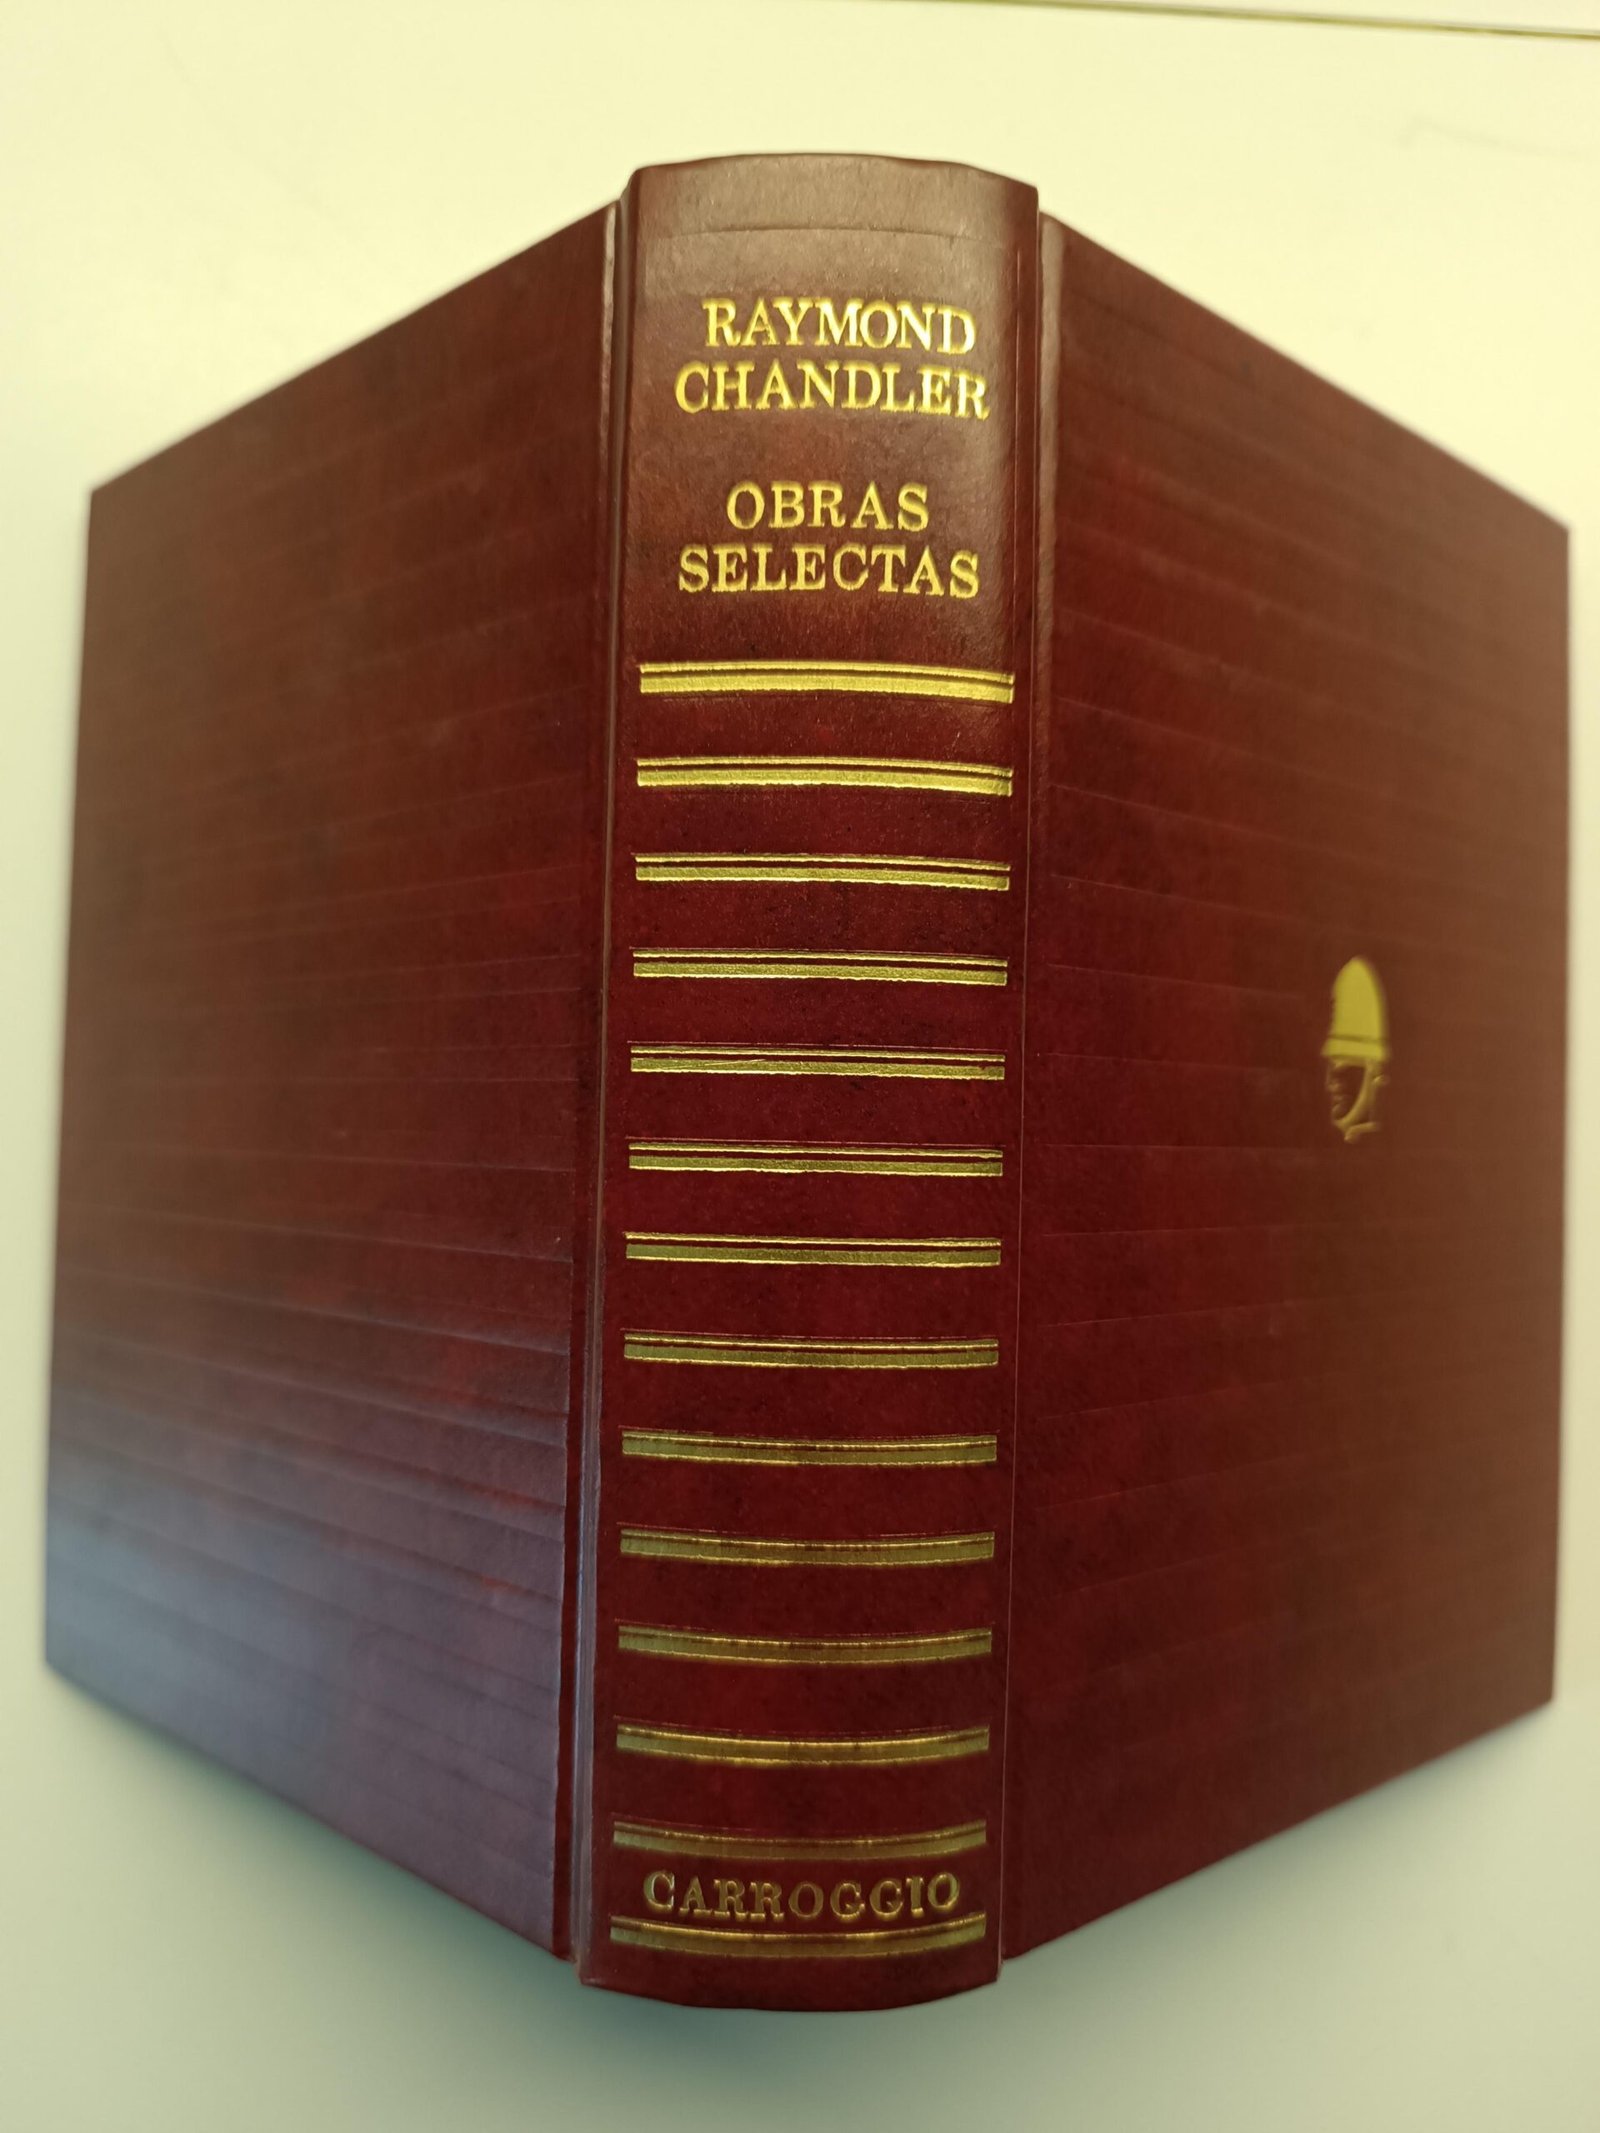 RAYMOND
CHANDLER
OBRAS
SELECTAS
CARROGGIO